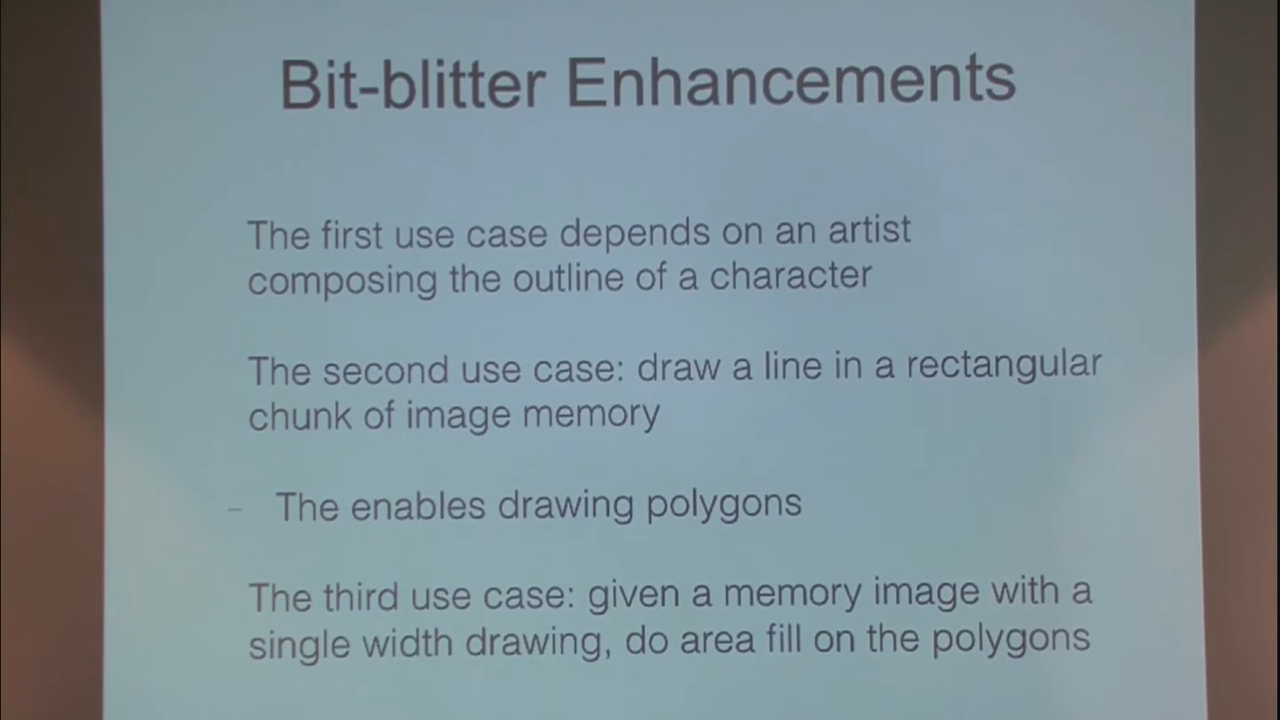 Bit-blitter Enhancements
The first use case depends on an artist
composing the outline of a character
The second use case: draw a line in a rectangular
chunk of image memory
– The enables drawing polygons
The third use case: given a memory image with a
single width drawing, do area fill on the polygons